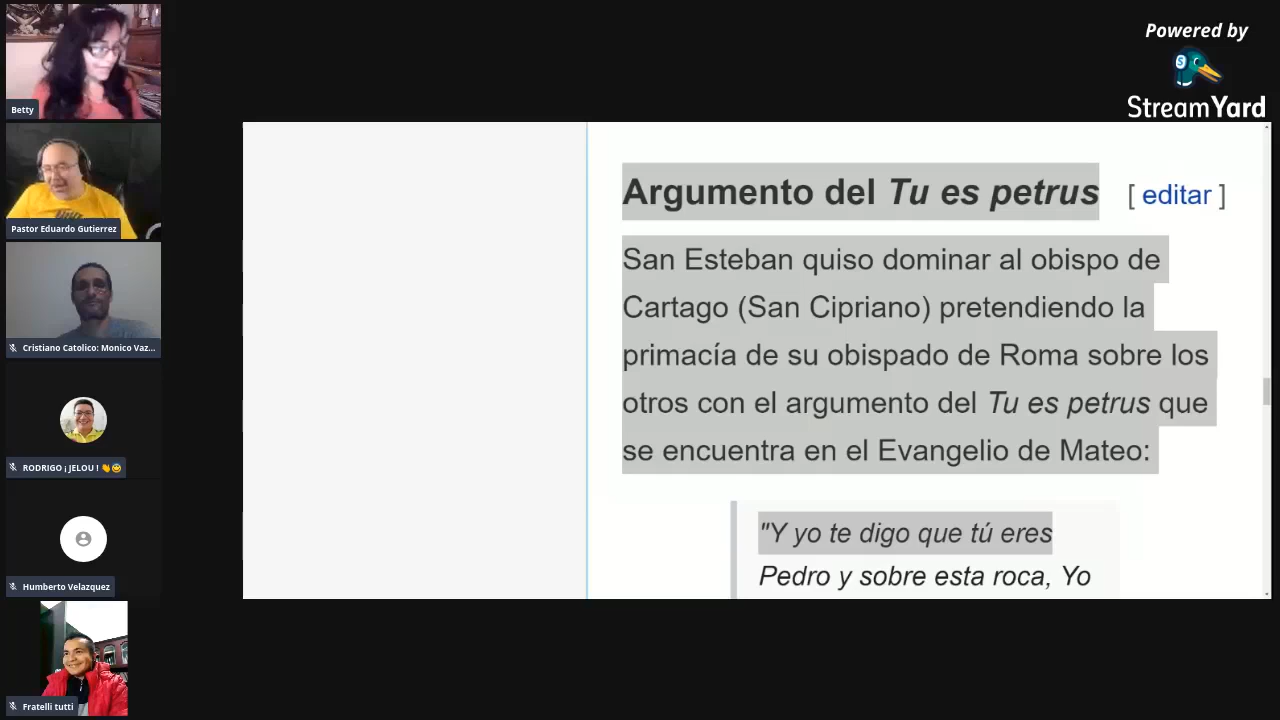 Powered by
StreamYard
Betty
Pastor Eduardo Gutierrez
Cristiano Catolico: Monico Vaz...
RODRIGO ¡ JELOU ! 👋😎
Humberto Velazquez
Fratelli tutti
Argumento del Tu es petrus [ editar ]
San Esteban quiso dominar al obispo de
Cartago (San Cipriano) pretendiendo la
primacía de su obispado de Roma sobre los
otros con el argumento del Tu es petrus que
se encuentra en el Evangelio de Mateo:
"Y yo te digo que tú eres
Pedro y sobre esta roca, Yo